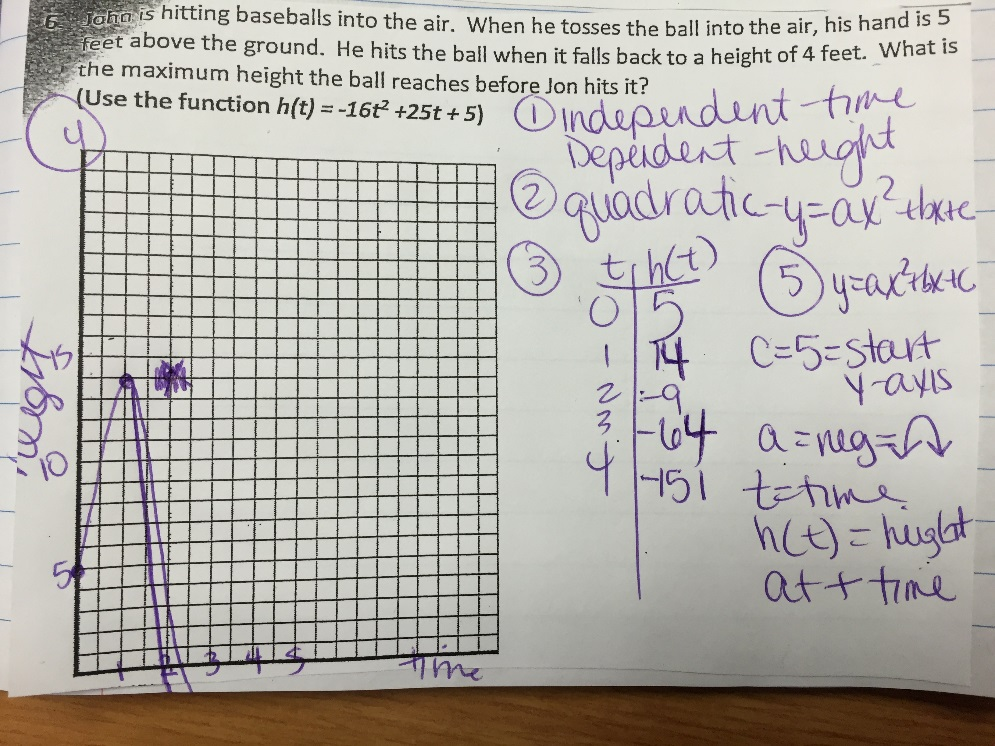 6 John is hitting baseballs into the air. When he tosses the ball into the air, his hand is 5
feet above the ground. He hits the ball when it falls back to a height of 4 feet. What is
the maximum height the ball reaches before Jon hits it?
(Use the function h(t) = -16t² +25t + 5)
① independent - time
Dependent - height
② quadratic - y=ax²+bx+c
③ t h(t)
0 5
1 14
2 -9
3 -64
4 -151
④
height
15
10
5
1 2 3 4 5 time
⑤ y=ax²+bx+c
C=5=start
y-axis
a=neg=
t=time
h(t)=height
at t time